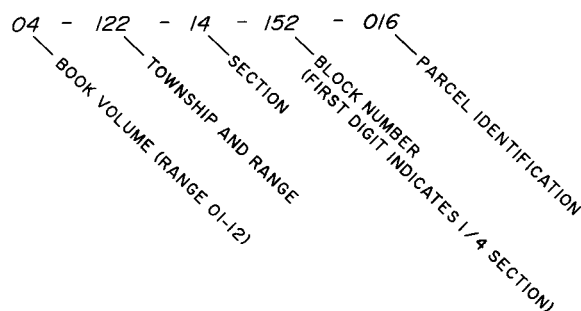 04 - 122 - 14 - 152 - 016
BOOK VOLUME (RANGE 01-12)
TOWNSHIP AND RANGE
SECTION
BLOCK NUMBER
(FIRST DIGIT INDICATES 1/4 SECTION)
PARCEL IDENTIFICATION